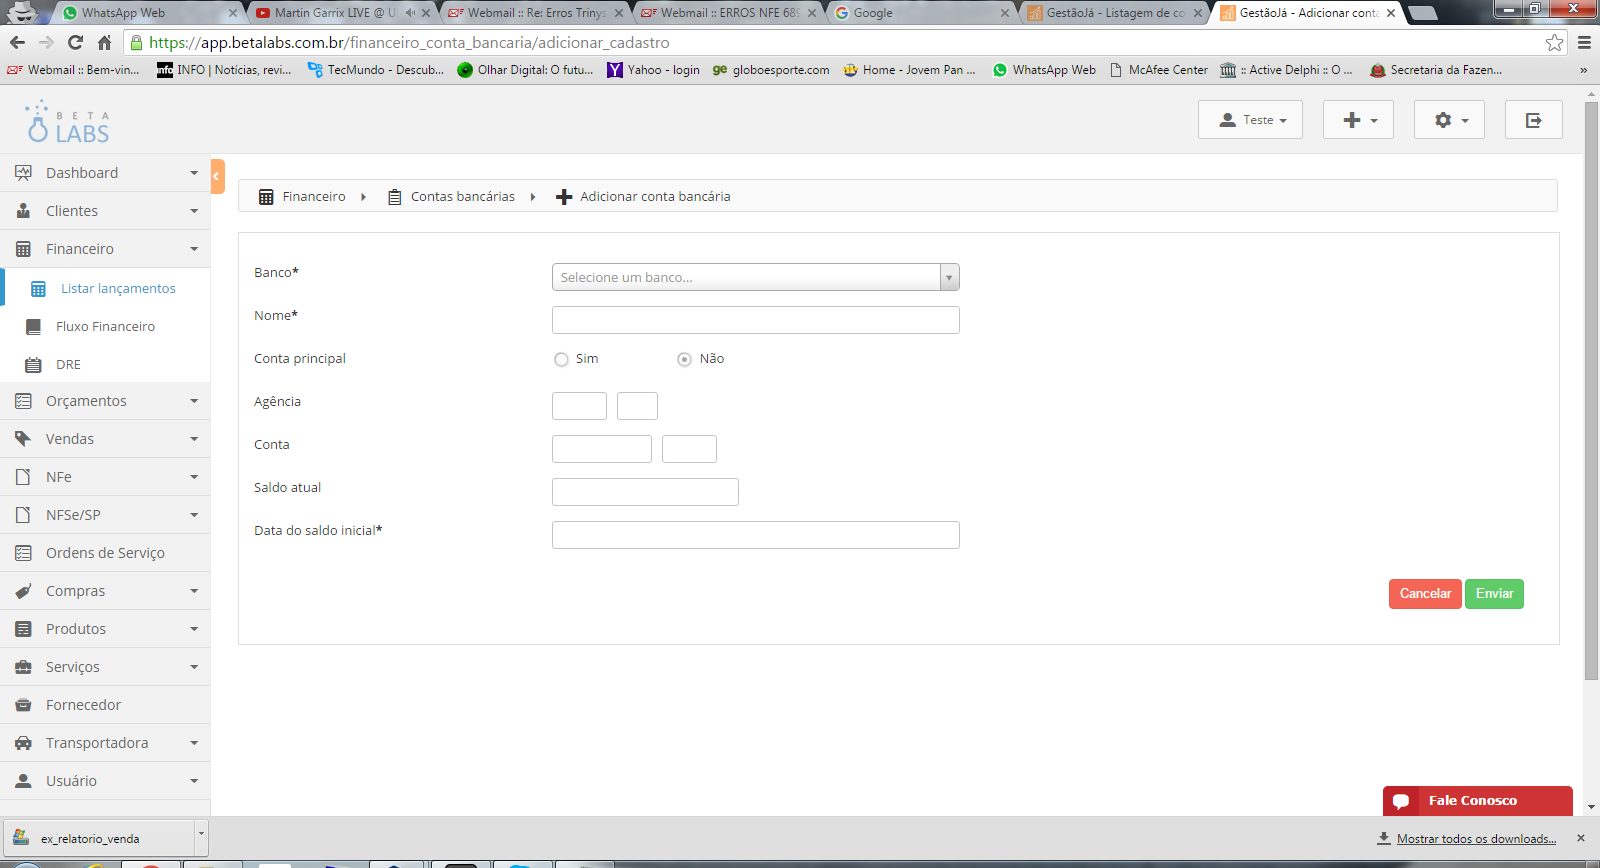 WhatsApp Web
Martin Garrix LIVE @ U
Webmail :: Re: Erros Trinys
Webmail :: ERROS NFE 689
Google
GestãoJá - Listagem de co
GestãoJá - Adicionar conta
https://app.betalabs.com.br/financeiro_conta_bancaria/adicionar_cadastro
Webmail :: Bem-vin...
info INFO | Notícias, revi...
TecMundo - Descub...
Olhar Digital: O futu...
Yahoo - login
ge globoesporte.com
Home - Jovem Pan ...
WhatsApp Web
McAfee Center
:: Active Delphi :: O ...
Secretaria da Fazen...
»
BETA
LABS
Teste
Dashboard
Clientes
Financeiro
Listar lançamentos
Fluxo Financeiro
DRE
Orçamentos
Vendas
NFe
NFSe/SP
Ordens de Serviço
Compras
Produtos
Serviços
Fornecedor
Transportadora
Usuário
Financeiro
Contas bancárias
Adicionar conta bancária
Banco*
Selecione um banco...
Nome*
Conta principal
Sim
Não
Agência
Conta
Saldo atual
Data do saldo inicial*
Cancelar
Enviar
Fale Conosco
ex_relatorio_venda
Mostrar todos os downloads...